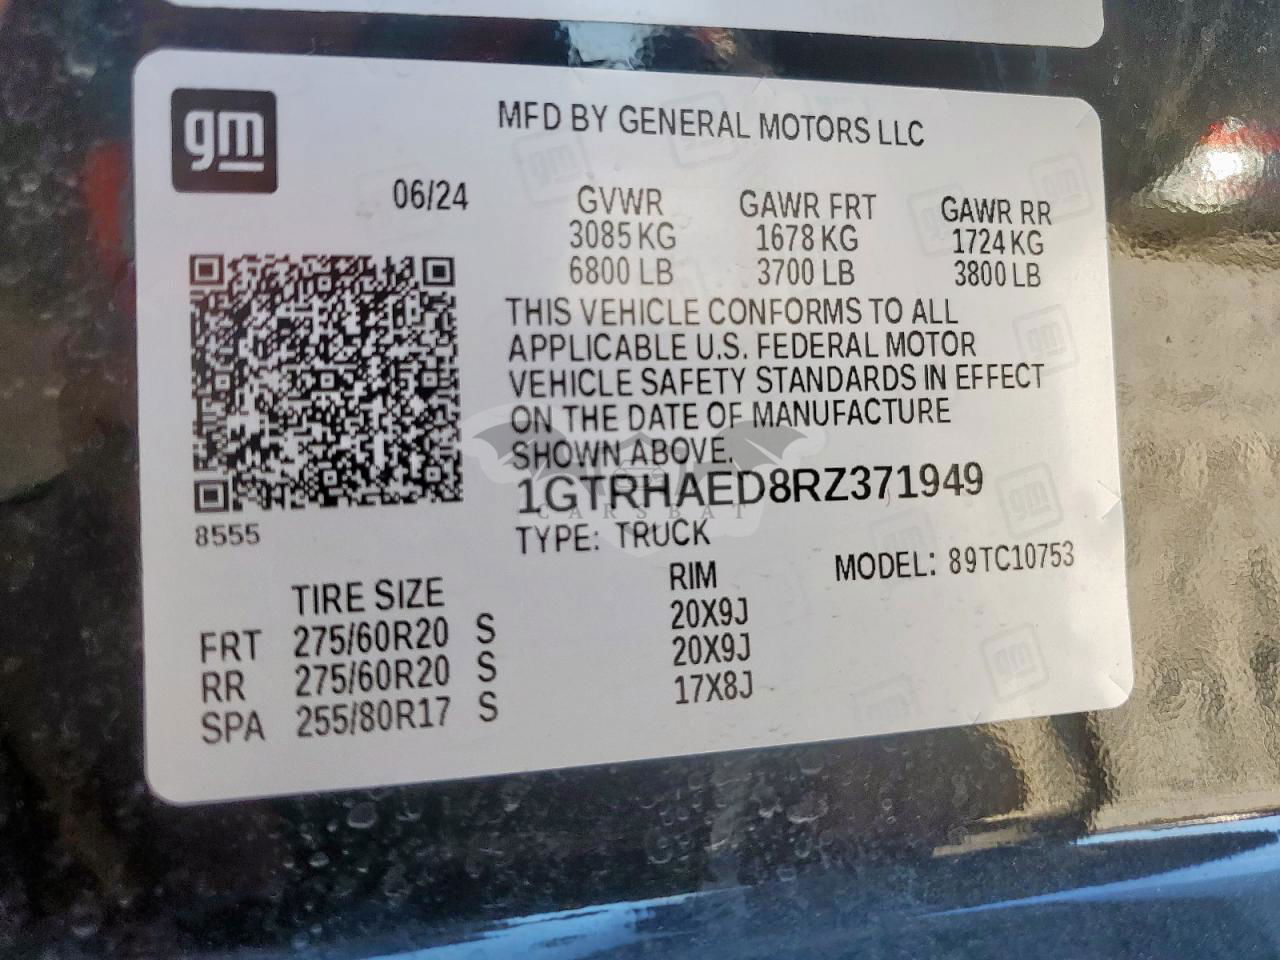 gm
MFD BY GENERAL MOTORS LLC
06/24
GVWR GAWR FRT GAWR RR
3085 KG 1678 KG 1724 KG
6800 LB 3700 LB 3800 LB
THIS VEHICLE CONFORMS TO ALL
APPLICABLE U.S. FEDERAL MOTOR
VEHICLE SAFETY STANDARDS IN EFFECT
ON THE DATE OF MANUFACTURE
SHOWN ABOVE.
1GTRHAED8RZ371949
CARSBAT
8555
TYPE: TRUCK
MODEL: 89TC10753
TIRE SIZE RIM
FRT 275/60R20 S 20X9J
RR 275/60R20 S 20X9J
SPA 255/80R17 S 17X8J